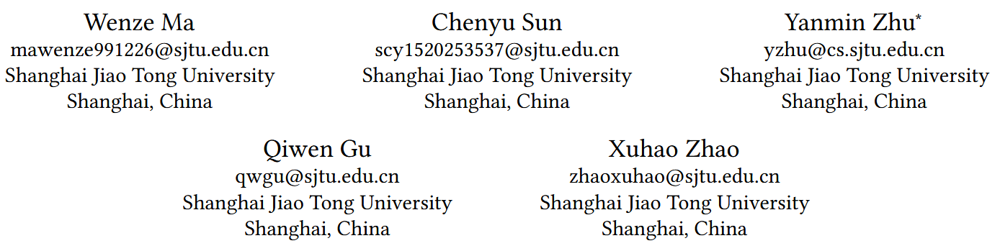 Wenze Ma
mawenze991226@sjtu.edu.cn
Shanghai Jiao Tong University
Shanghai, China
Chenyu Sun
scy1520253537@sjtu.edu.cn
Shanghai Jiao Tong University
Shanghai, China
Yanmin Zhu*
yzhu@cs.sjtu.edu.cn
Shanghai Jiao Tong University
Shanghai, China
Qiwen Gu
qwgu@sjtu.edu.cn
Shanghai Jiao Tong University
Shanghai, China
Xuhao Zhao
zhaoxuhao@sjtu.edu.cn
Shanghai Jiao Tong University
Shanghai, China